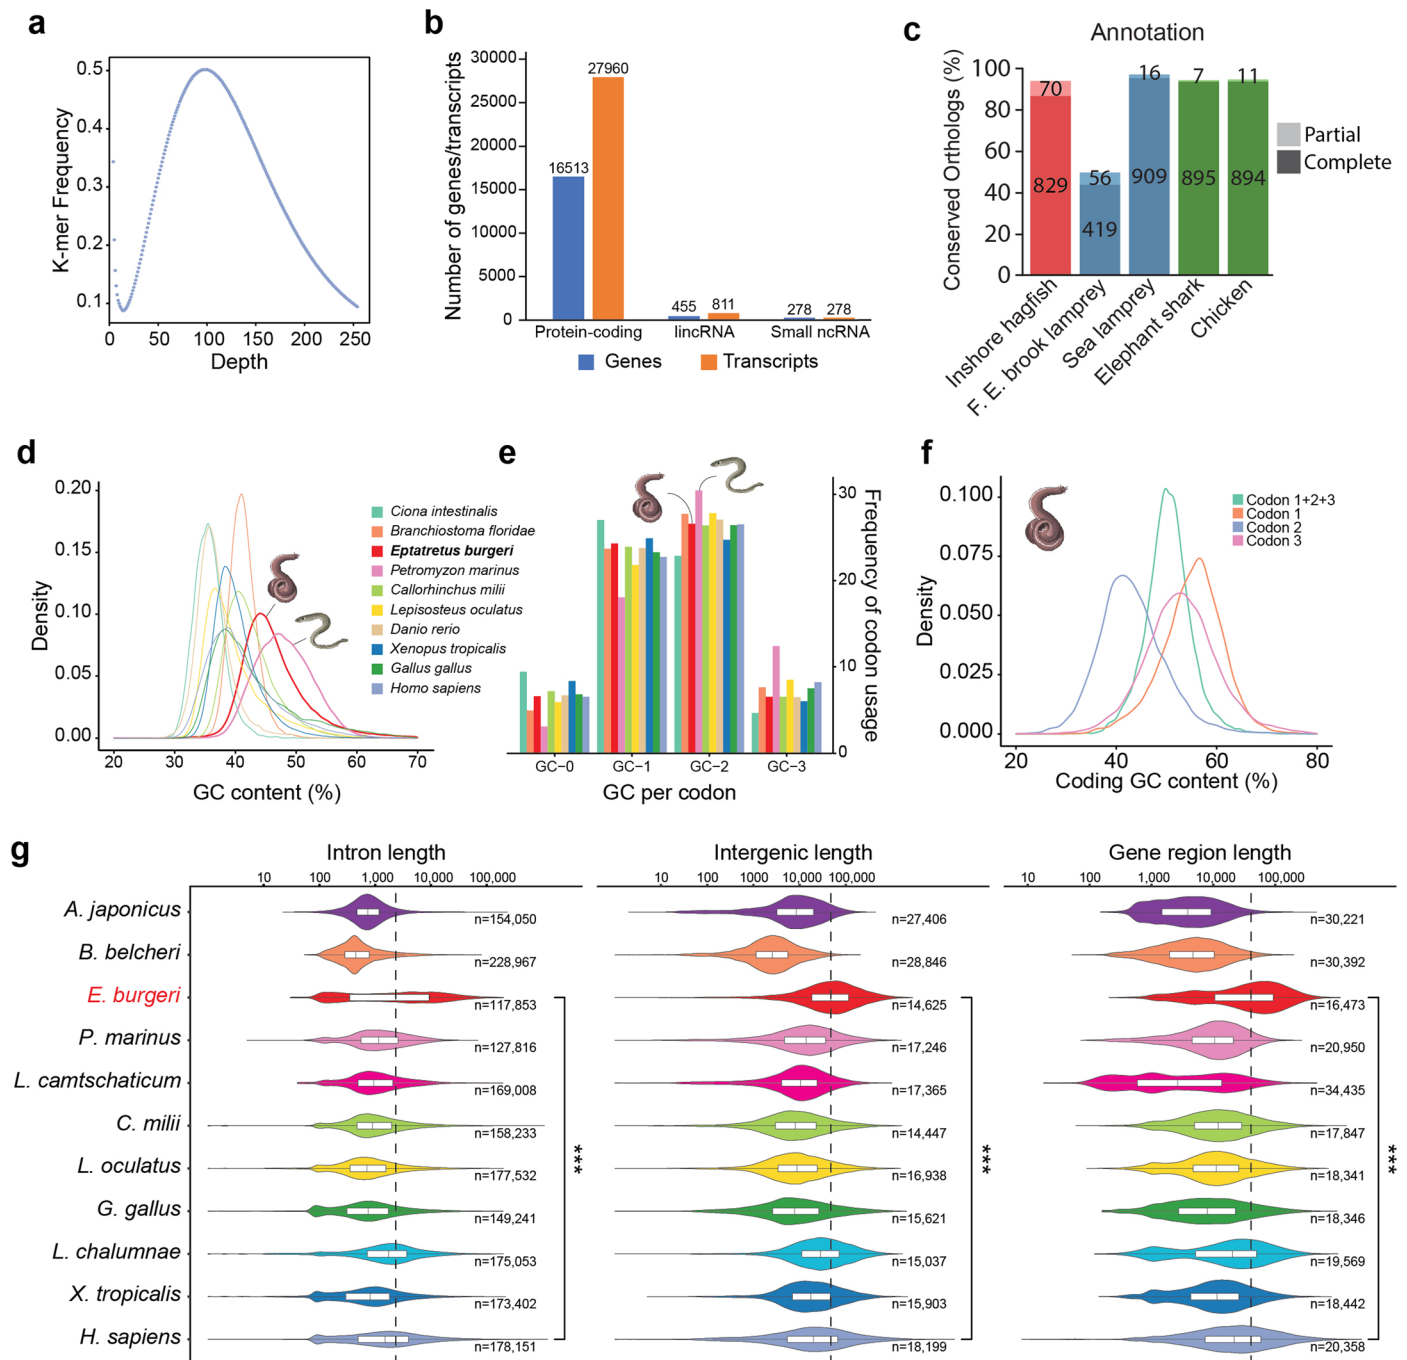 a
0.5
0.4
0.3
0.2
0.1
K-mer Frequency
0 50 100 150 200 250
Depth
b
30000
25000
20000
15000
10000
5000
0
Number of genes/transcripts
16513 27960
455 811
278 278
Protein-coding lincRNA Small ncRNA
Genes Transcripts
c
Annotation
100
80
60
40
20
0
Conserved Orthologs (%)
70 56 16 7 11
829 419 909 895 894
Inshore hagfish
F. E. brook lamprey
Sea lamprey
Elephant shark
Chicken
Partial
Complete
d
0.20
0.15
0.10
0.05
0.00
Density
20 30 40 50 60 70
GC content (%)
Ciona intestinalis
Branchiostoma floridae
Eptatretus burgeri
Petromyzon marinus
Callorhinchus milii
Lepisosteus oculatus
Danio rerio
Xenopus tropicalis
Gallus gallus
Homo sapiens
e
30
20
10
0
Frequency of codon usage
GC−0 GC−1 GC−2 GC−3
GC per codon
f
0.100
0.075
0.050
0.025
0.000
Density
Codon 1+2+3
Codon 1
Codon 2
Codon 3
20 40 60 80
Coding GC content (%)
g
Intron length Intergenic length Gene region length
10 100 1,000 10,000 100,000 10 100 1000 10,000 100,000 10 100 1,000 10,000 100,000
A. japonicus n=154,050 n=27,406 n=30,221
B. belcheri n=228,967 n=28,846 n=30,392
E. burgeri n=117,853 n=14,625 n=16,473
P. marinus n=127,816 n=17,246 n=20,950
L. camtschaticum n=169,008 n=17,365 n=34,435
C. milii n=158,233 n=14,447 n=17,847
*** *** ***
L. oculatus n=177,532 n=16,938 n=18,341
G. gallus n=149,241 n=15,621 n=18,346
L. chalumnae n=175,053 n=15,037 n=19,569
X. tropicalis n=173,402 n=15,903 n=18,442
H. sapiens n=178,151 n=18,199 n=20,358